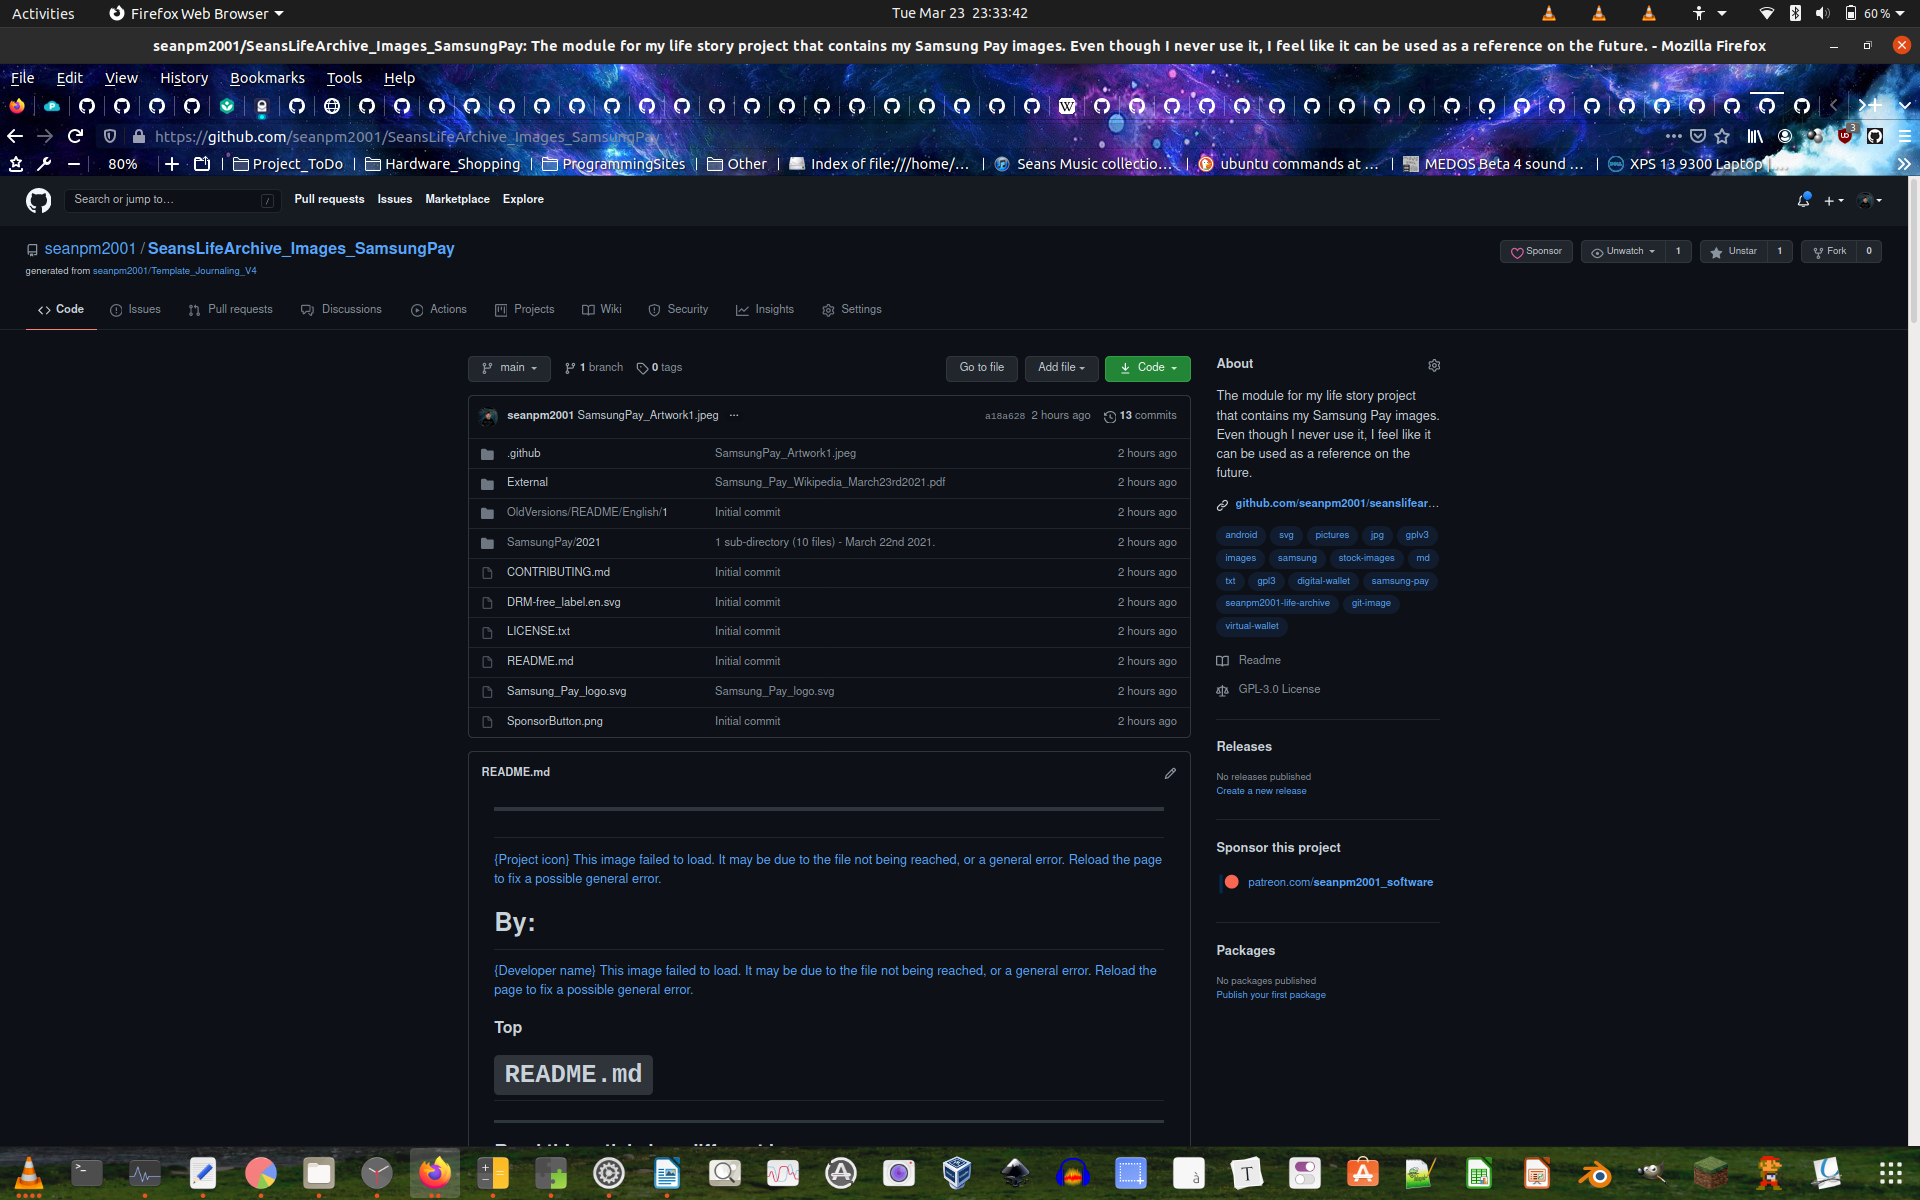 Activities
Firefox Web Browser
Tue Mar 23 23:33:42
60 %
seanpm2001/SeansLifeArchive_Images_SamsungPay: The module for my life story project that contains my Samsung Pay images. Even though I never use it, I feel like it can be used as a reference on the future. - Mozilla Firefox
File Edit View History Bookmarks Tools Help
https://github.com/seanpm2001/SeansLifeArchive_Images_SamsungPay
3
80%
Project_ToDo
Hardware_Shopping
ProgrammingSites
Other
Index of file:///home/...
Seans Music collectio...
ubuntu commands at ...
MEDOS Beta 4 sound ...
XPS 13 9300 Laptop
Search or jump to...
/
Pull requests Issues Marketplace Explore
seanpm2001 / SeansLifeArchive_Images_SamsungPay
generated from seanpm2001/Template_Journaling_V4
Sponsor
Unwatch 1
Unstar 1
Fork 0
Code Issues Pull requests Discussions Actions Projects Wiki Security Insights Settings
main
1 branch
0 tags
Go to file
Add file
Code
seanpm2001 SamsungPay_Artwork1.jpeg ... a18a628 2 hours ago 13 commits
.github SamsungPay_Artwork1.jpeg 2 hours ago
External Samsung_Pay_Wikipedia_March23rd2021.pdf 2 hours ago
OldVersions/README/English/1 Initial commit 2 hours ago
SamsungPay/2021 1 sub-directory (10 files) - March 22nd 2021. 2 hours ago
CONTRIBUTING.md Initial commit 2 hours ago
DRM-free_label.en.svg Initial commit 2 hours ago
LICENSE.txt Initial commit 2 hours ago
README.md Initial commit 2 hours ago
Samsung_Pay_logo.svg Samsung_Pay_logo.svg 2 hours ago
SponsorButton.png Initial commit 2 hours ago
README.md
{Project icon} This image failed to load. It may be due to the file not being reached, or a general error. Reload the page
to fix a possible general error.
By:
{Developer name} This image failed to load. It may be due to the file not being reached, or a general error. Reload the
page to fix a possible general error.
Top
README.md
About
The module for my life story project
that contains my Samsung Pay images.
Even though I never use it, I feel like it
can be used as a reference on the
future.
github.com/seanpm2001/seanslifear...
android svg pictures jpg gplv3
images samsung stock-images md
txt gpl3 digital-wallet samsung-pay
seanpm2001-life-archive git-image
virtual-wallet
Readme
GPL-3.0 License
Releases
No releases published
Create a new release
Sponsor this project
patreon.com/seanpm2001_software
Packages
No packages published
Publish your first package